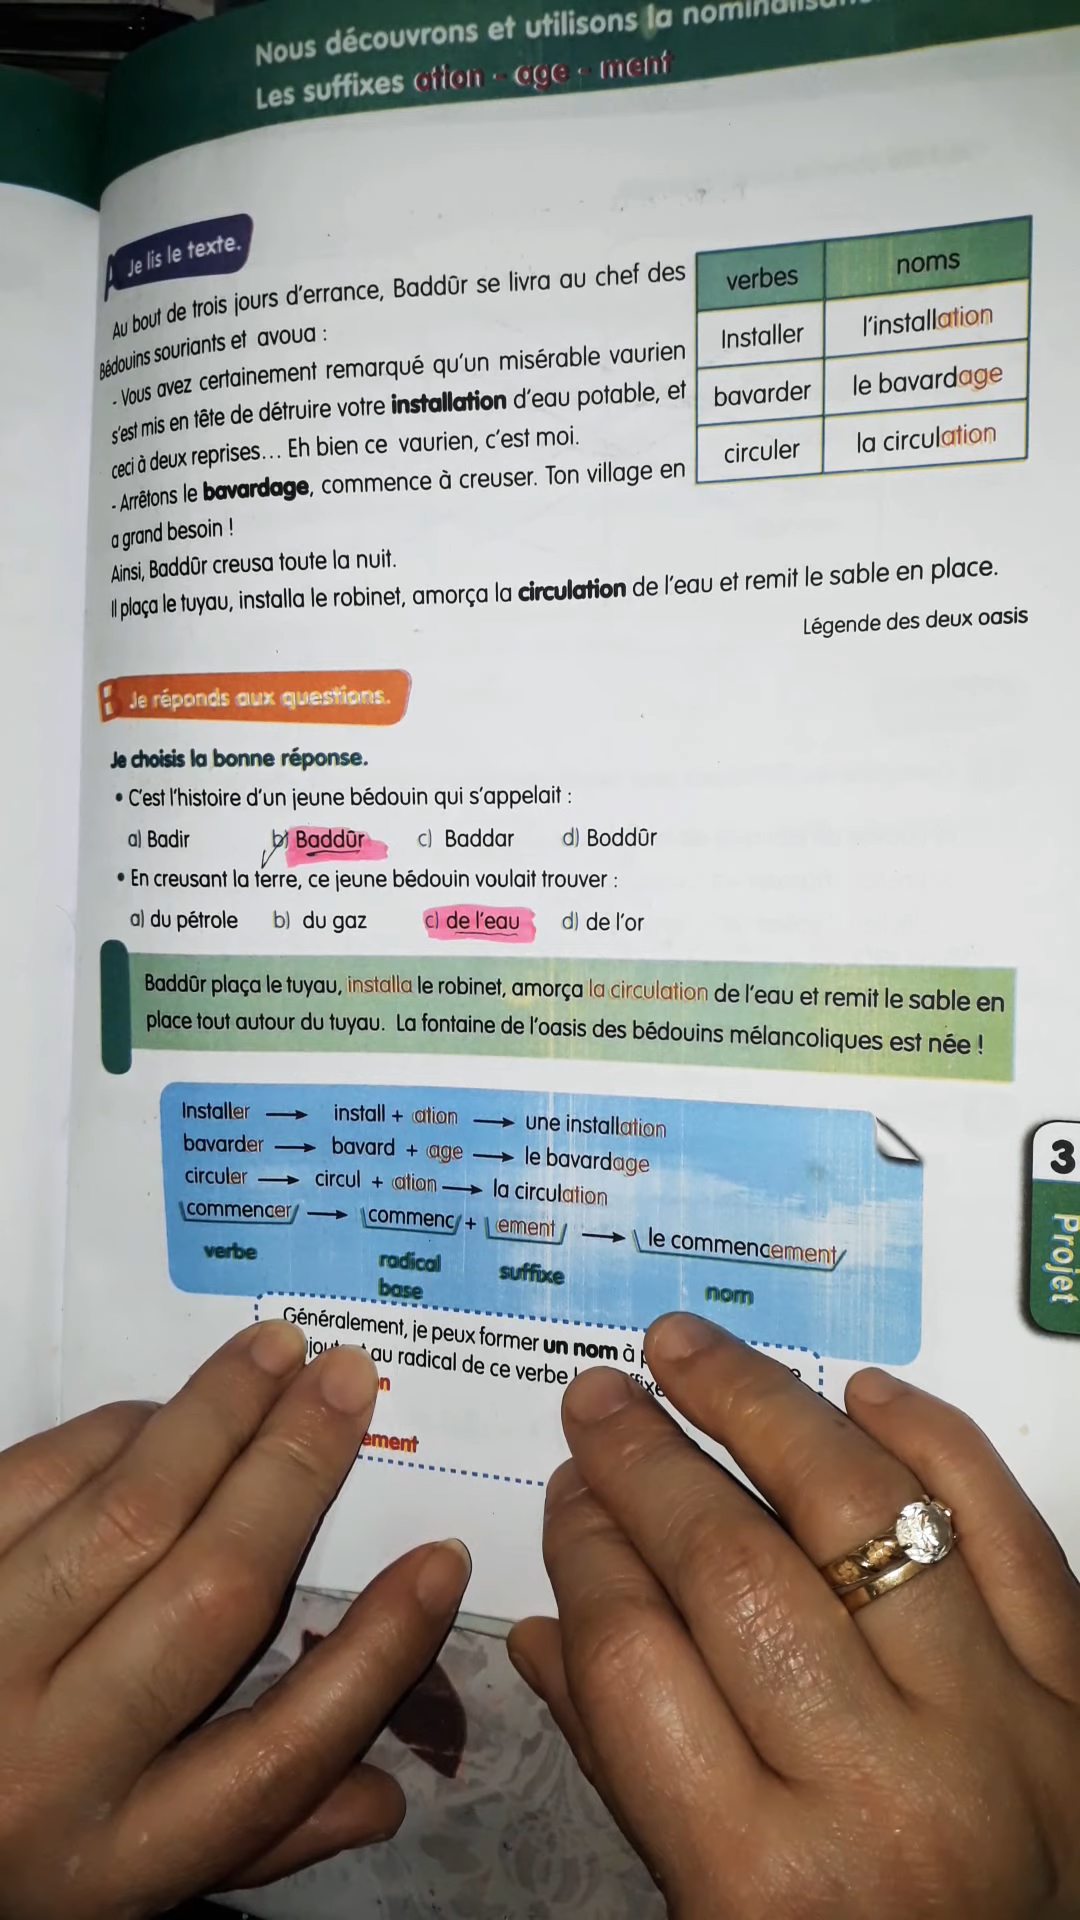 Nous découvrons et utilisons la
Les suffixes ation - age - ment
Je lis le texte.
Au bout de trois jours d'errance, Baddûr se livra au chef des
Bédouins souriants et avoua :
- Vous avez certainement remarqué qu'un misérable vaurien
s'est mis en tête de détruire votre installation d'eau potable, et
ceci à deux reprises... Eh bien ce vaurien, c'est moi.
- Arrêtons le bavardage, commence à creuser. Ton village en
a grand besoin !
Ainsi, Baddûr creusa toute la nuit.
Il plaça le tuyau, installa le robinet, amorça la circulation de l'eau et remit le sable en place.
Légende des deux oasis
verbes noms
Installer l'installation
bavarder le bavardage
circuler la circulation
Je réponds aux questions.
Je choisis la bonne réponse.
• C'est l'histoire d'un jeune bédouin qui s'appelait :
a) Badir b) Baddûr c) Baddar d) Boddûr
• En creusant la terre, ce jeune bédouin voulait trouver :
a) du pétrole b) du gaz c) de l'eau d) de l'or
Baddûr plaça le tuyau, installa le robinet, amorça la circulation de l'eau et remit le sable en
place tout autour du tuyau. La fontaine de l'oasis des bédouins mélancoliques est née !
Installer → install + ation → une installation
bavarder → bavard + age → le bavardage
circuler → circul + ation → la circulation
commencer → commenc + ement → le commencement
verbe radical suffixe nom
base
Généralement, je peux former un nom à
au radical de ce verbe
ement
3
Projet